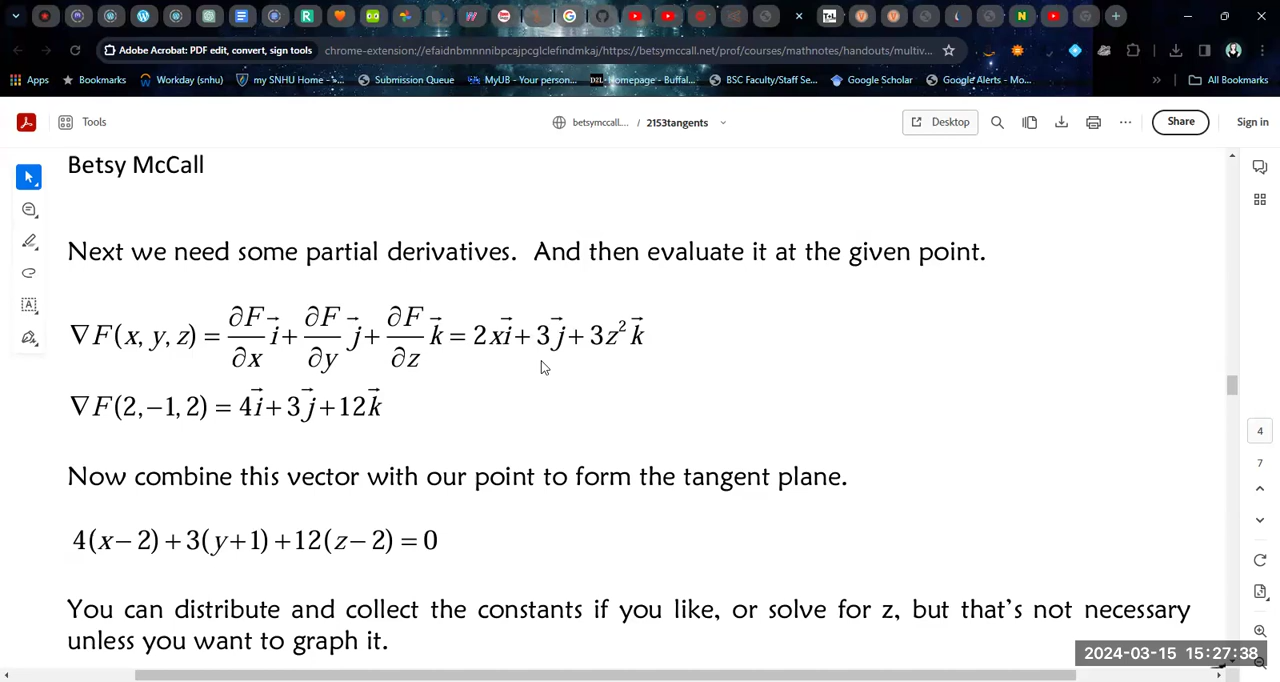 Adobe Acrobat: PDF edit, convert, sign tools chrome-extension://efaidnbmnnnibpcajpcglclefindmkaj/https://betsymccall.net/prof/courses/mathnotes/handouts/multiv...
Apps Bookmarks Workday (snhu) my SNHU Home - ‘... Submission Queue MyUB - Your person... Homepage - Buffal... BSC Faculty/Staff Se... Google Scholar Google Alerts - Mo... » All Bookmarks
Tools betsymccall.... / 2153tangents Desktop Share Sign in
Betsy McCall
Next we need some partial derivatives. And then evaluate it at the given point.
∇F(x, y, z) = ∂F/∂x i⃗ + ∂F/∂y j⃗ + ∂F/∂z k⃗ = 2x i⃗ + 3 j⃗ + 3z² k⃗
∇F(2,−1, 2) = 4 i⃗ + 3 j⃗ + 12 k⃗
4
Now combine this vector with our point to form the tangent plane.
7
4(x− 2) + 3(y+1) +12(z− 2) = 0
You can distribute and collect the constants if you like, or solve for z, but that's not necessary
unless you want to graph it.
2024-03-15 15:27:38